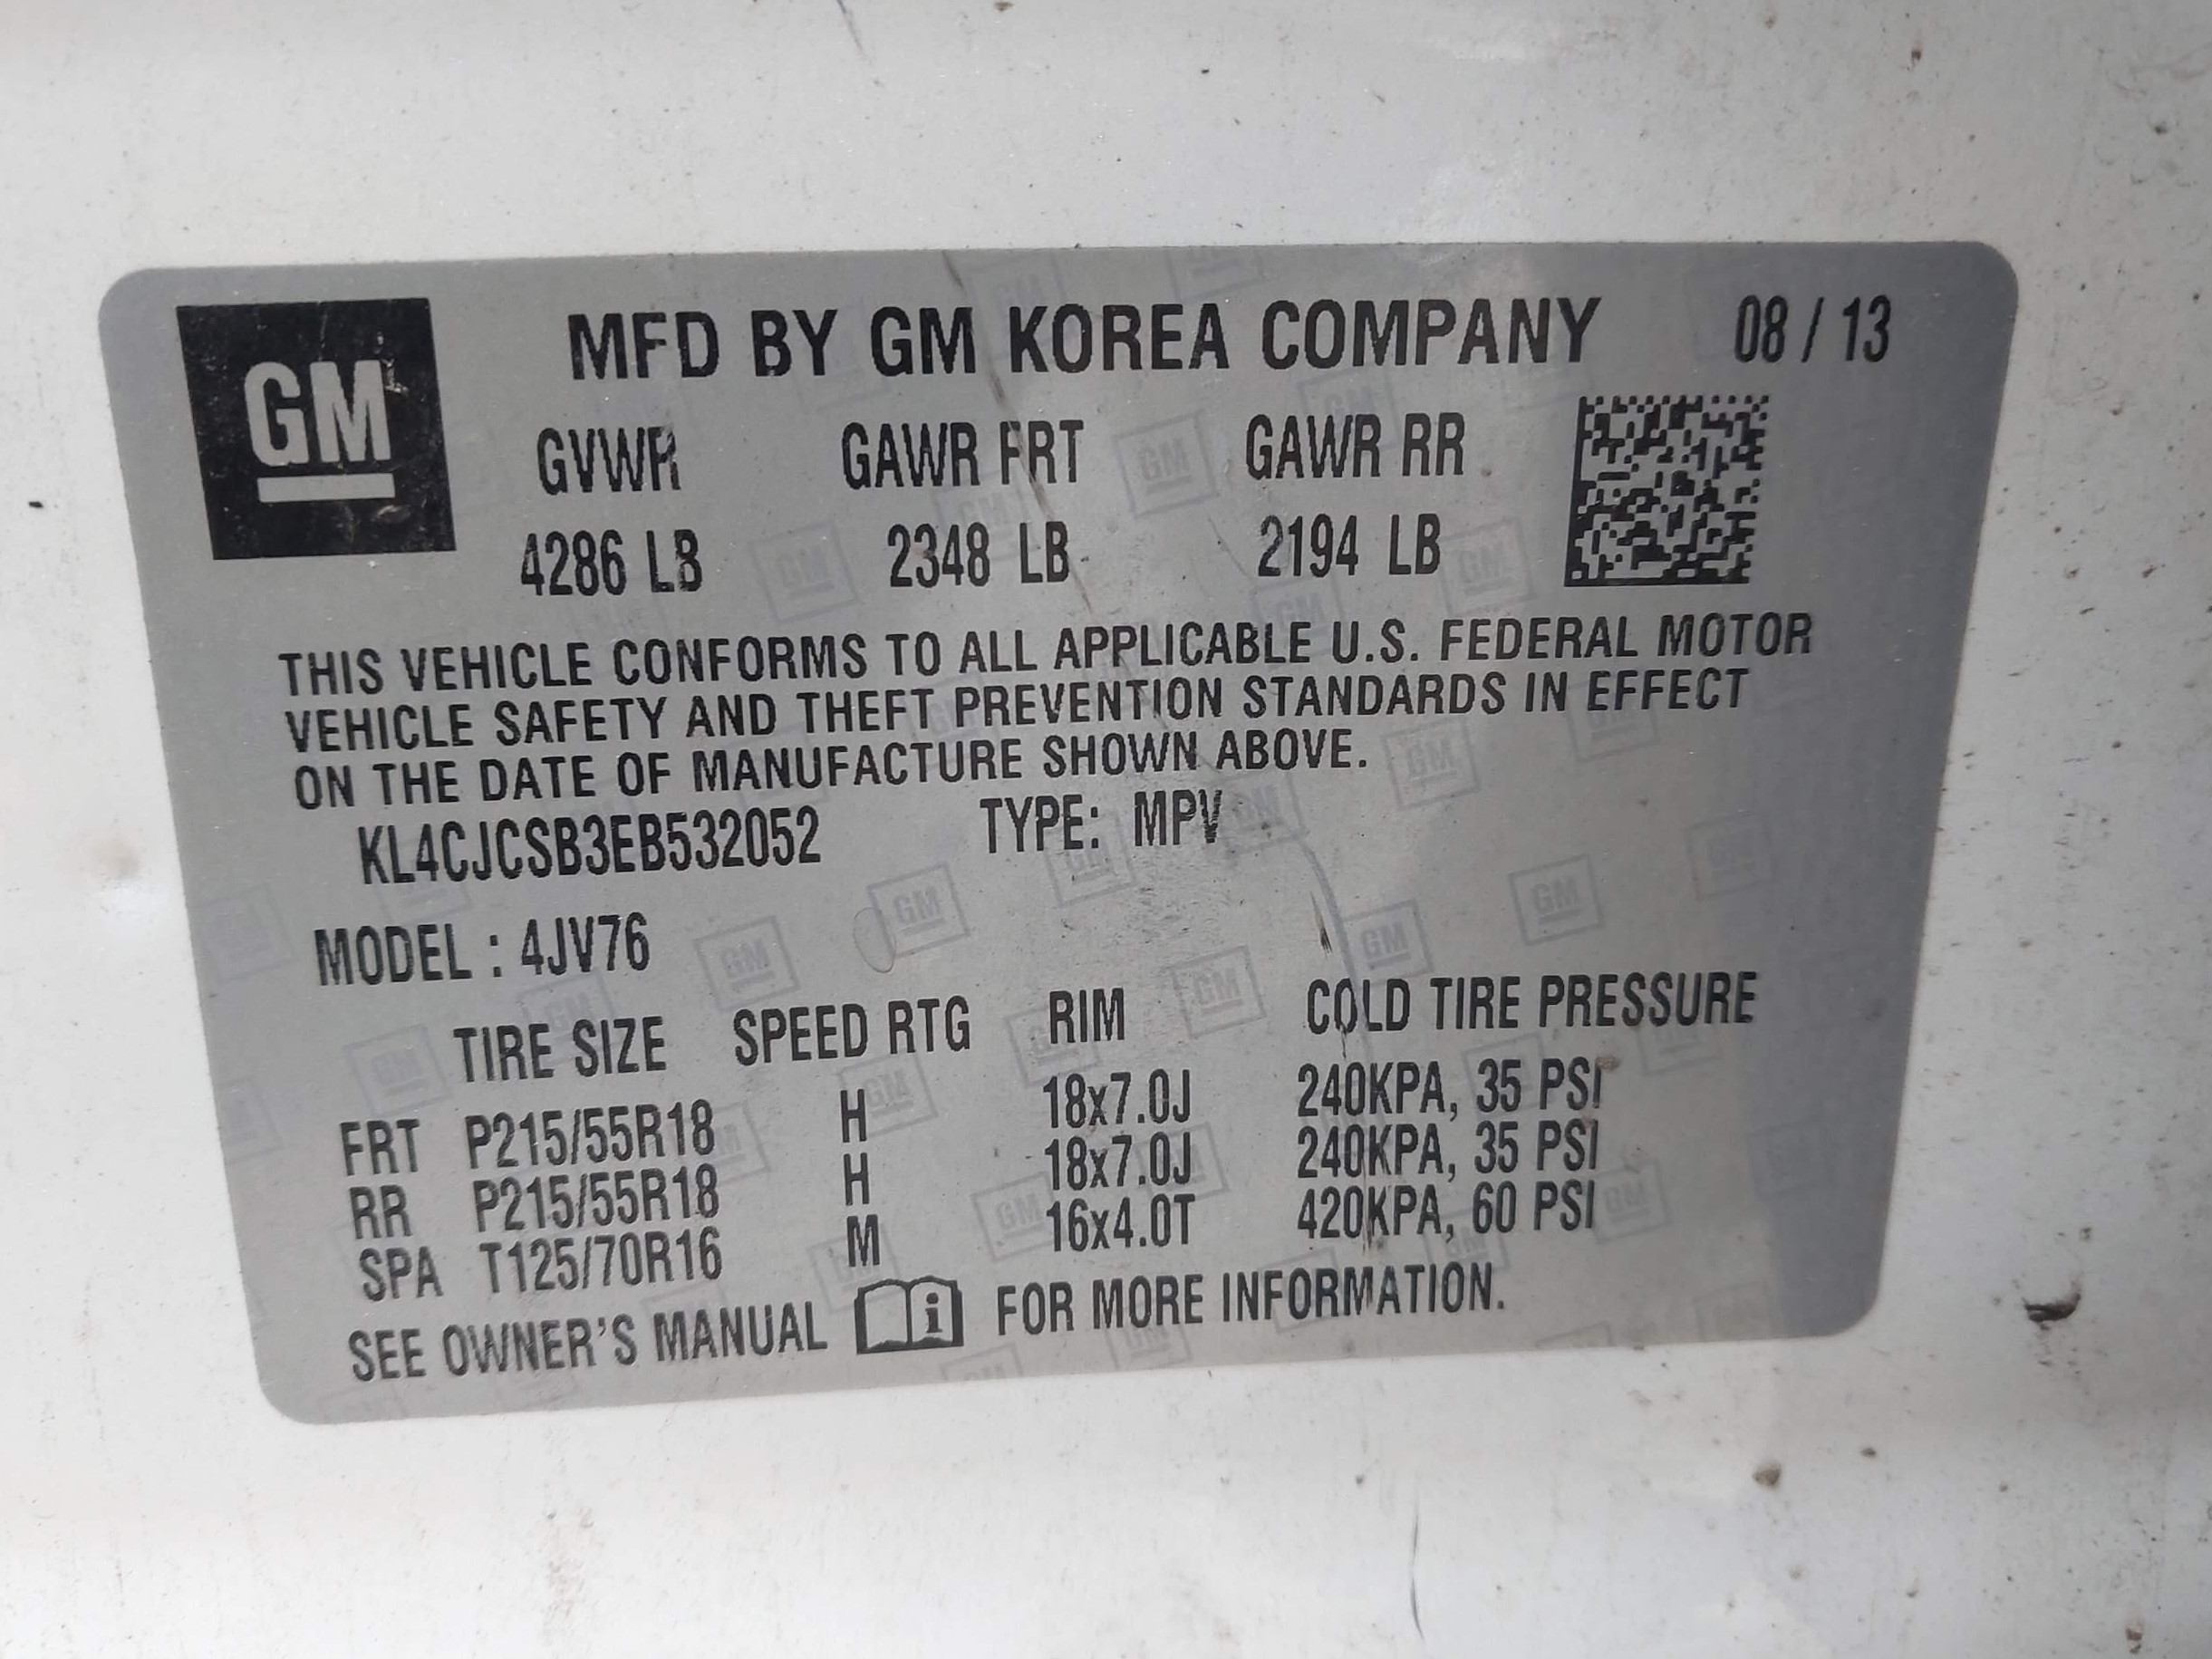 GM MFD BY GM KOREA COMPANY 08 / 13
GVWR GAWR FRT GAWR RR
4286 LB 2348 LB 2194 LB
THIS VEHICLE CONFORMS TO ALL APPLICABLE U.S. FEDERAL MOTOR
VEHICLE SAFETY AND THEFT PREVENTION STANDARDS IN EFFECT
ON THE DATE OF MANUFACTURE SHOWN ABOVE.
KL4CJCSB3EB532052 TYPE: MPV
MODEL : 4JV76
TIRE SIZE SPEED RTG RIM COLD TIRE PRESSURE
FRT P215/55R18 H 18x7.0J 240KPA, 35 PSI
RR P215/55R18 H 18x7.0J 240KPA, 35 PSI
SPA T125/70R16 M 16x4.0T 420KPA, 60 PSI
SEE OWNER'S MANUAL i FOR MORE INFORMATION.